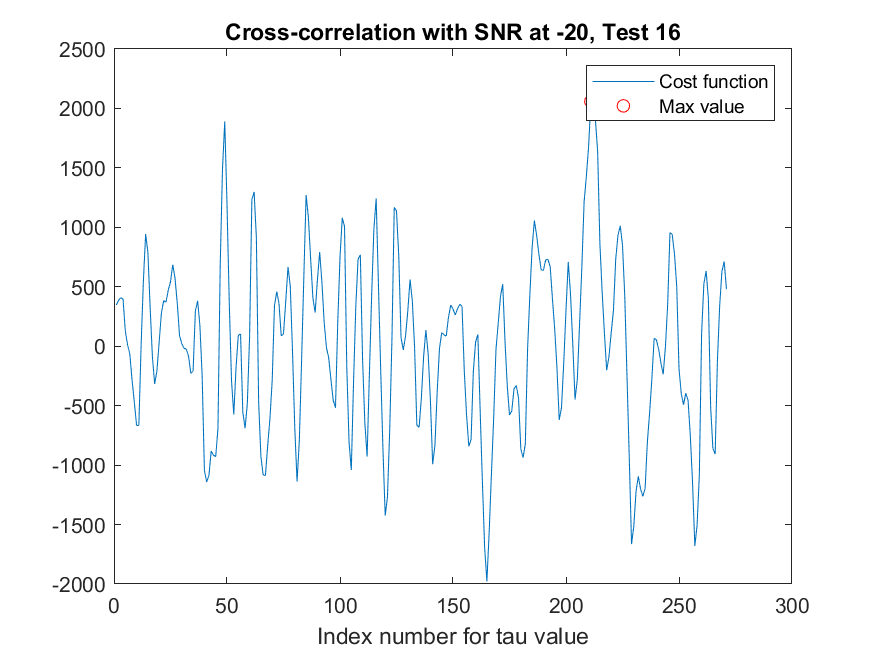 Cross-correlation with SNR at -20, Test 16
2500
2000
1500
1000
500
0
-500
-1000
-1500
-2000
Cost function
Max value
0 50 100 150 200 250 300
Index number for tau value